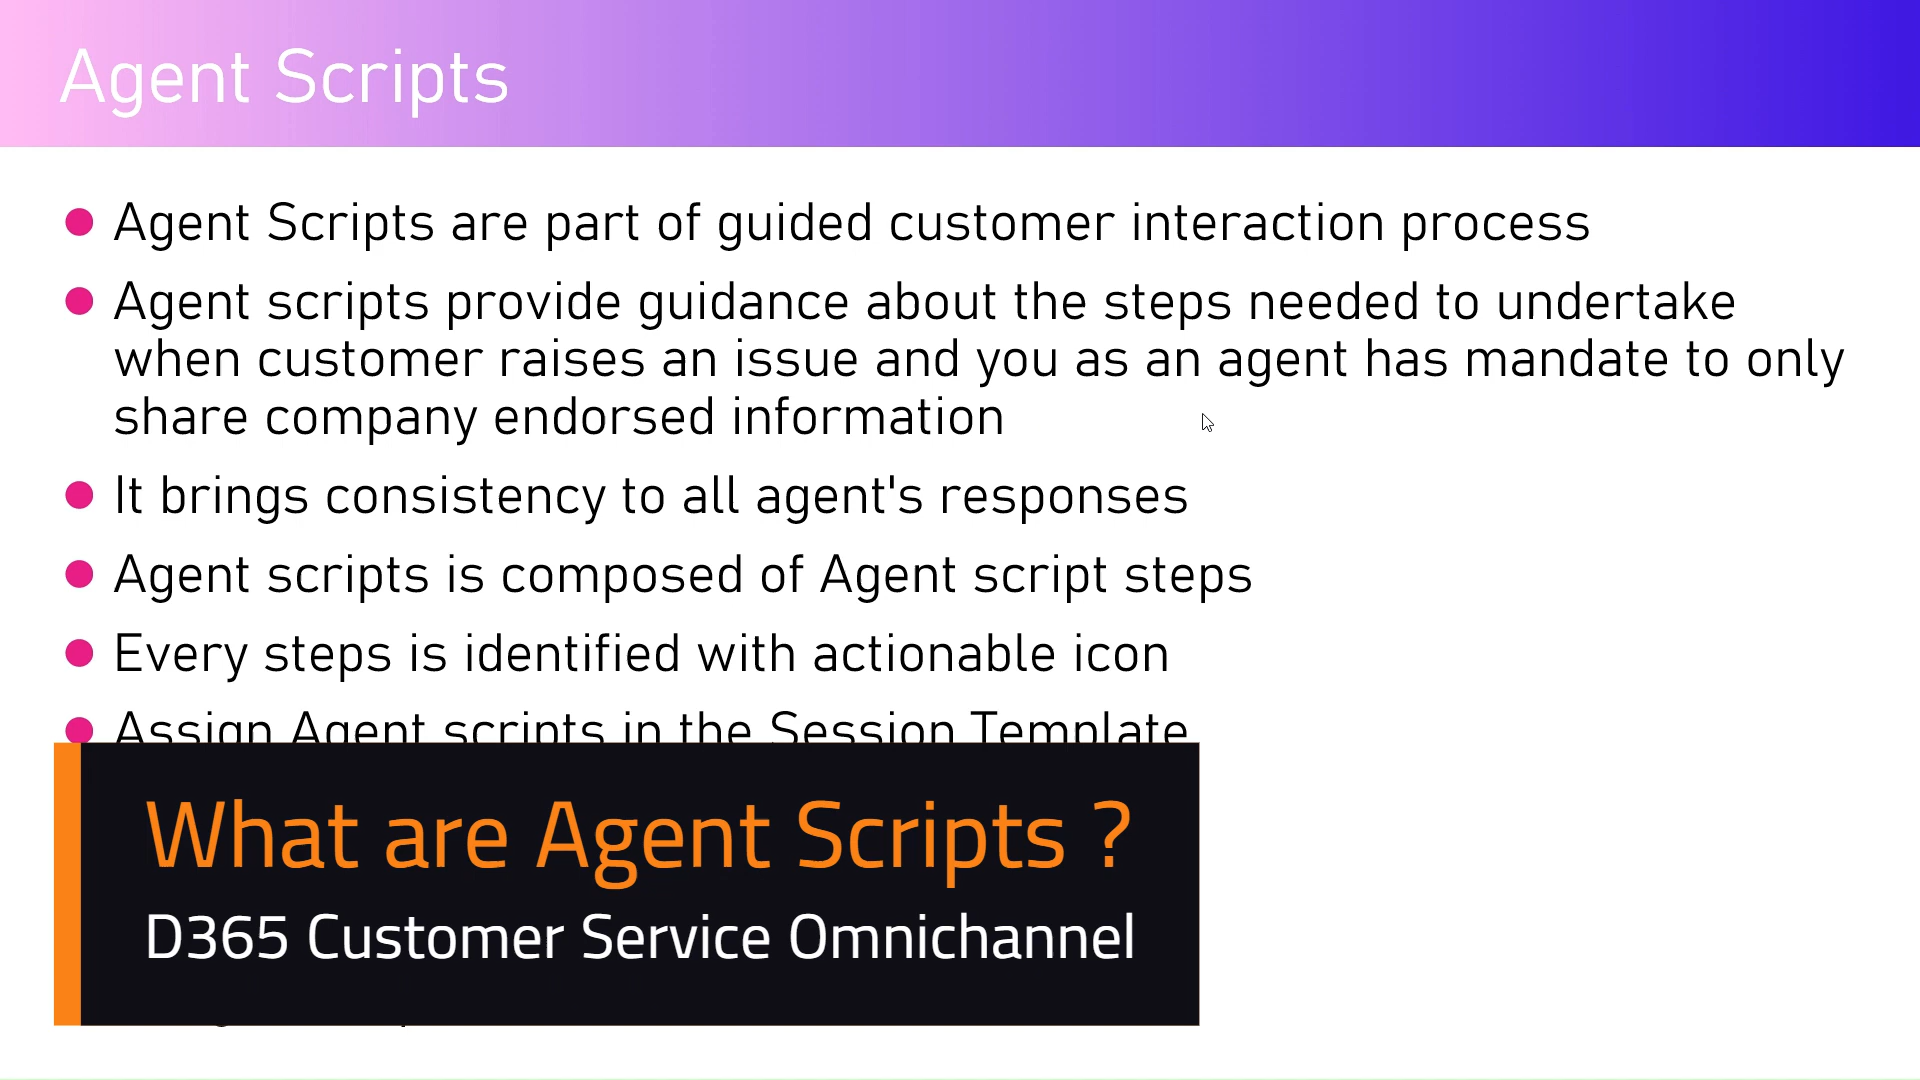 Agent Scripts
Agent Scripts are part of guided customer interaction process
Agent scripts provide guidance about the steps needed to undertake
when customer raises an issue and you as an agent has mandate to only
share company endorsed information
It brings consistency to all agent's responses
Agent scripts is composed of Agent script steps
Every steps is identified with actionable icon
Assign Agent scripts in the Session Template
What are Agent Scripts ?
D365 Customer Service Omnichannel